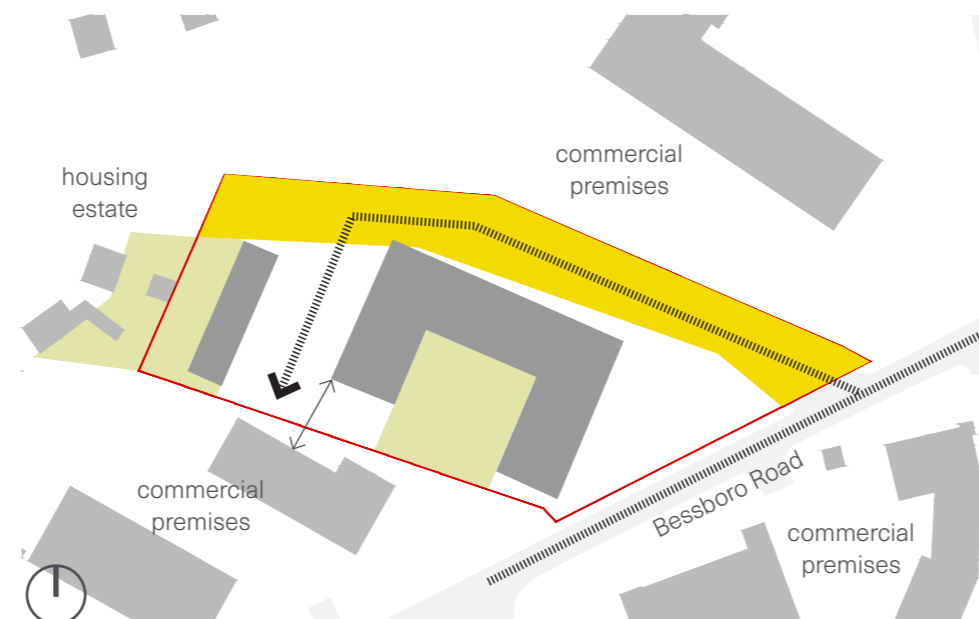 commercial
premises
housing
estate
commercial
premises
Bessboro Road
commercial
premises